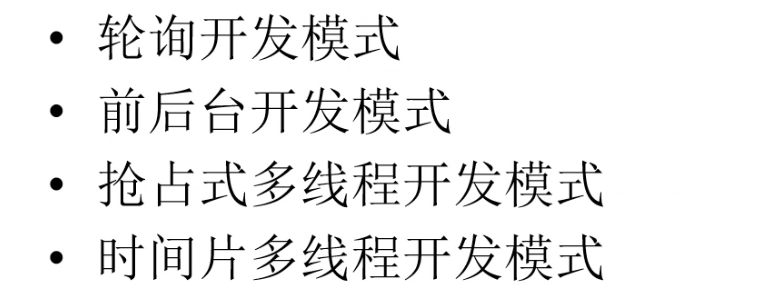 • 轮询开发模式
• 前后台开发模式
• 抢占式多线程开发模式
• 时间片多线程开发模式